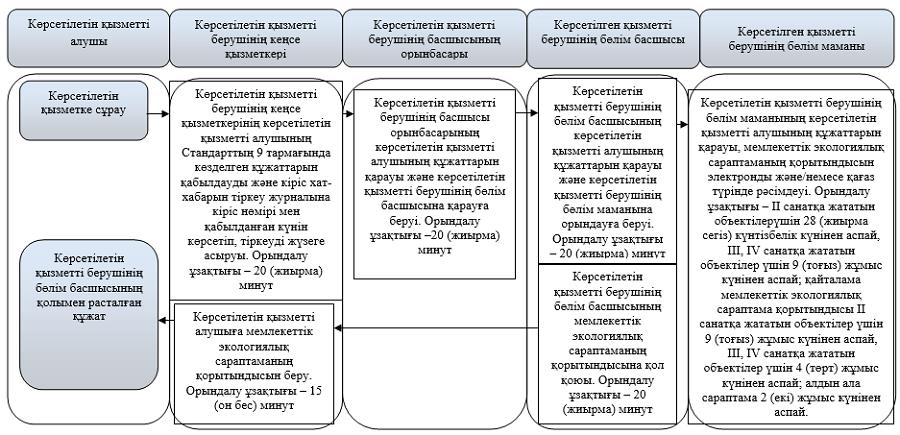 Көрсетілетін қызметті
алушы
Көрсетілетін қызметті
берушінің кеңсе
қызметкері
Көрсетілетін қызметті
берушінің басшысының
орынбасары
Көрсетілген қызметті
берушінің бөлім басшысы
Көрсетілген қызметті
берушінің бөлім маманы
Көрсетілетін
қызметке сұрау
Көрсетілетін қызметті
берушінің бөлім басшысының
қолымен расталған
құжат
Көрсетілетін қызметті
берушінің кеңсе
қызметкерінің көрсетілетін
қызметті алушының
Стандарттың 9 тармағында
көзделген құжаттарын
қабылдауды және кіріс хат-
хабарын тіркеу журналына
кіріс немірі мен
қабылданған күнін
көрсетіп, тіркеуді жүзеге
асыруы. Орындалу
ұзақтығы – 20 (жиырма)
минут
Көрсетілетін қызметті
алушыға мемлекеттік
экологиялық
сараптаманың
қорытындысын беру.
Орындалу ұзақтығы – 15
(он бес) минут
Көрсетілетін қызметті
берушінің басшысы
орынбасарының
көрсетілетін қызметті
алушының құжаттарын
қарауы және көрсетілетін
қызметті берушінің бөлім
басшысына қарауға
беруі. Орындалу
ұзақтығы –20 (жиырма)
минут
Көрсетілетін
қызметті берушінің
бөлім басшысының
көрсетілетін
қызметті алушының
құжаттарын қарауы
және көрсетілетін
қызметті берушінің
бөлім маманына
орындауға беруі.
Орындалу ұзақтығы
– 20 (жиырма) минут
Көрсетілетін
қызметті берушінің
бөлім басшысының
мемлекеттік
экологиялық
сараптаманың
қорытындысына қол
қоюы. Орындалу
ұзақтығы – 20
(жиырма) минут
Көрсетілетін қызметті берушінің
бөлім маманының көрсетілетін
қызметті алушының құжаттарын
қарауы, мемлекеттік экологиялық
сараптаманың қорытындысын
электронды және/немесе қағаз
түрінде рәсімдеуі. Орындалу
ұзақтығы – II санатқа жататын
объектілерүшін 28 (жиырма
сегіз) күнтізбелік күнінен аспай,
III, IV санатқа жататын
объектілер үшін 9 (тоғыз) жұмыс
күнінен аспай; қайталама
мемлекеттік экологиялық
сараптама қорытындысы II
санатқа жататын объектілер үшін
9 (тоғыз) жұмыс күнінен аспай,
III, IV санатқа жататын
объектілер үшін 4 (төрт) жұмыс
күнінен аспай; алдын ала
сараптама 2 (екі) жұмыс күнінен
аспай.